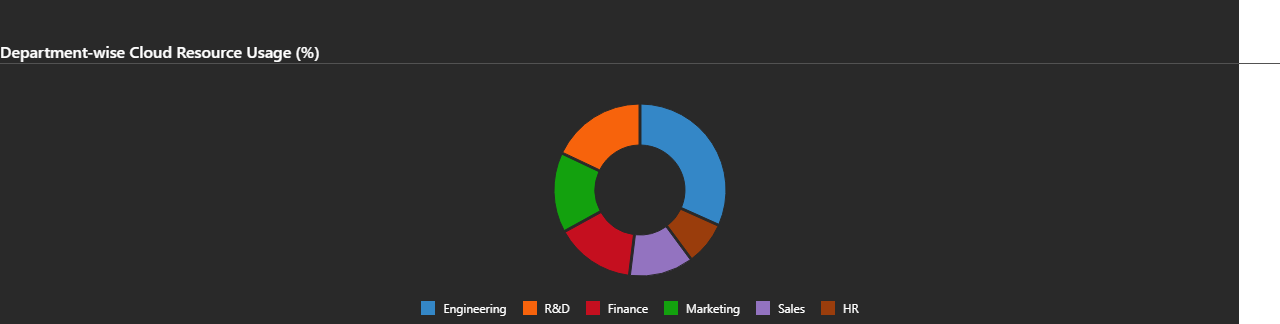 Department-wise Cloud Resource Usage (%)
Engineering R&D Finance Marketing Sales HR